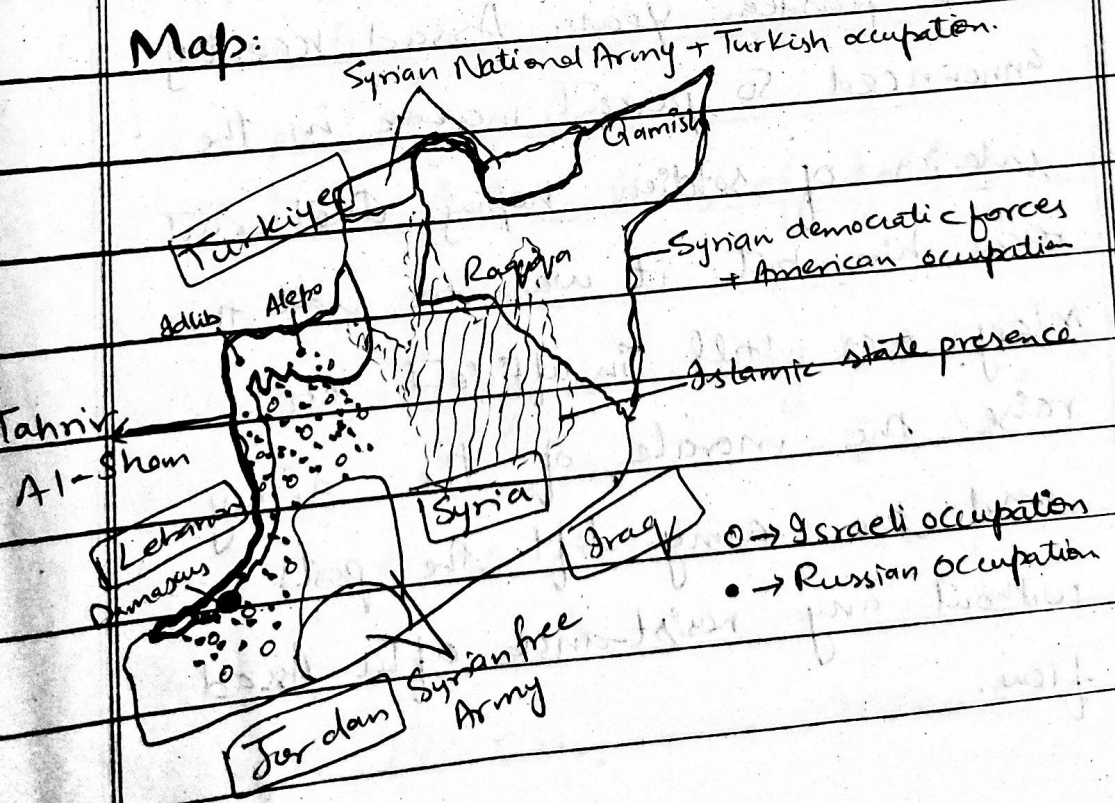 Map:
Syrian National Army + Turkish occupation.
Qamish
Turkiye
Syrian democratic forces
+ American occupation
Raqqa
Alepo
Idlib
Islamic state presence
Tahrir
Al-Sham
Syria
Lebanon
Iraq
O → Israeli occupation
• → Russian occupation
Damascus
Syrian free
Army
Jordan